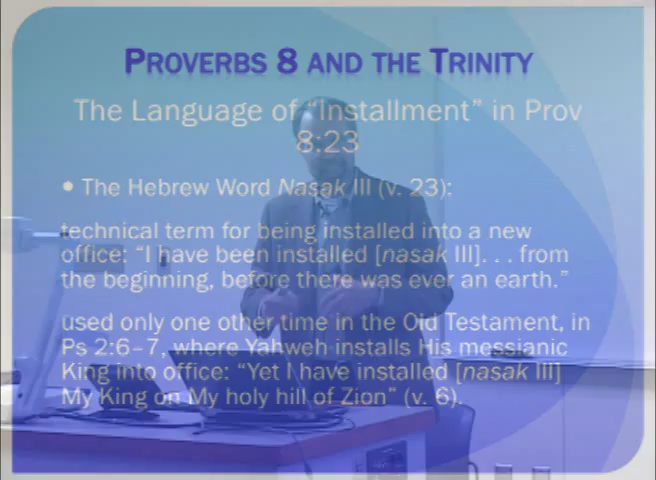 PROVERBS 8 AND THE TRINITY
The Language of “Installment” in Prov
8:23
• The Hebrew Word Nasak III (v. 23):
technical term for being installed into a new
office: “I have been installed [nasak III]. . . from
the beginning, before there was ever an earth.”
used only one other time in the Old Testament, in
Ps 2:6–7, where Yahweh installs His messianic
King into office: “Yet I have installed [nasak III]
My King on My holy hill of Zion” (v. 6).